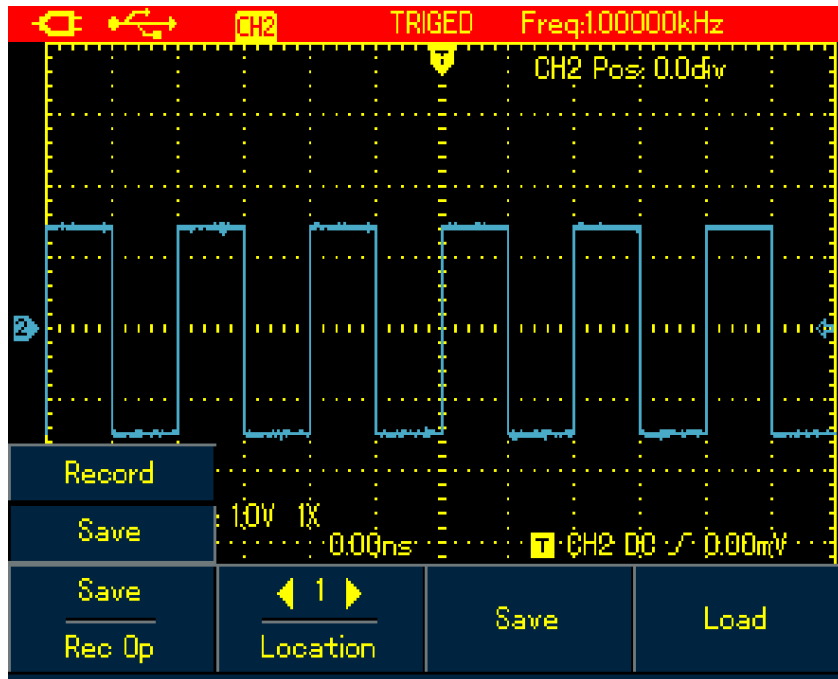 CH2 TRIGED Freq:1.00000kHz
T
CH2 Pos: 0.0div
2
Record
: 1.0V 1X
Save
0.00ns T CH2 DC 0.00mV
Save 1 Save Load
Rec Op Location